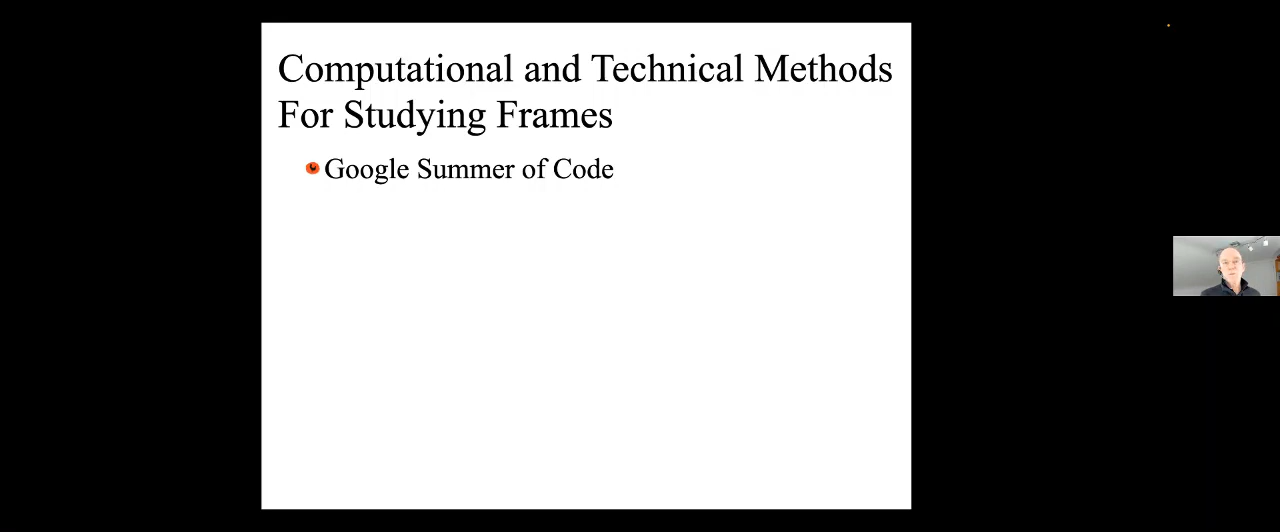 Computational and Technical Methods
For Studying Frames
Google Summer of Code